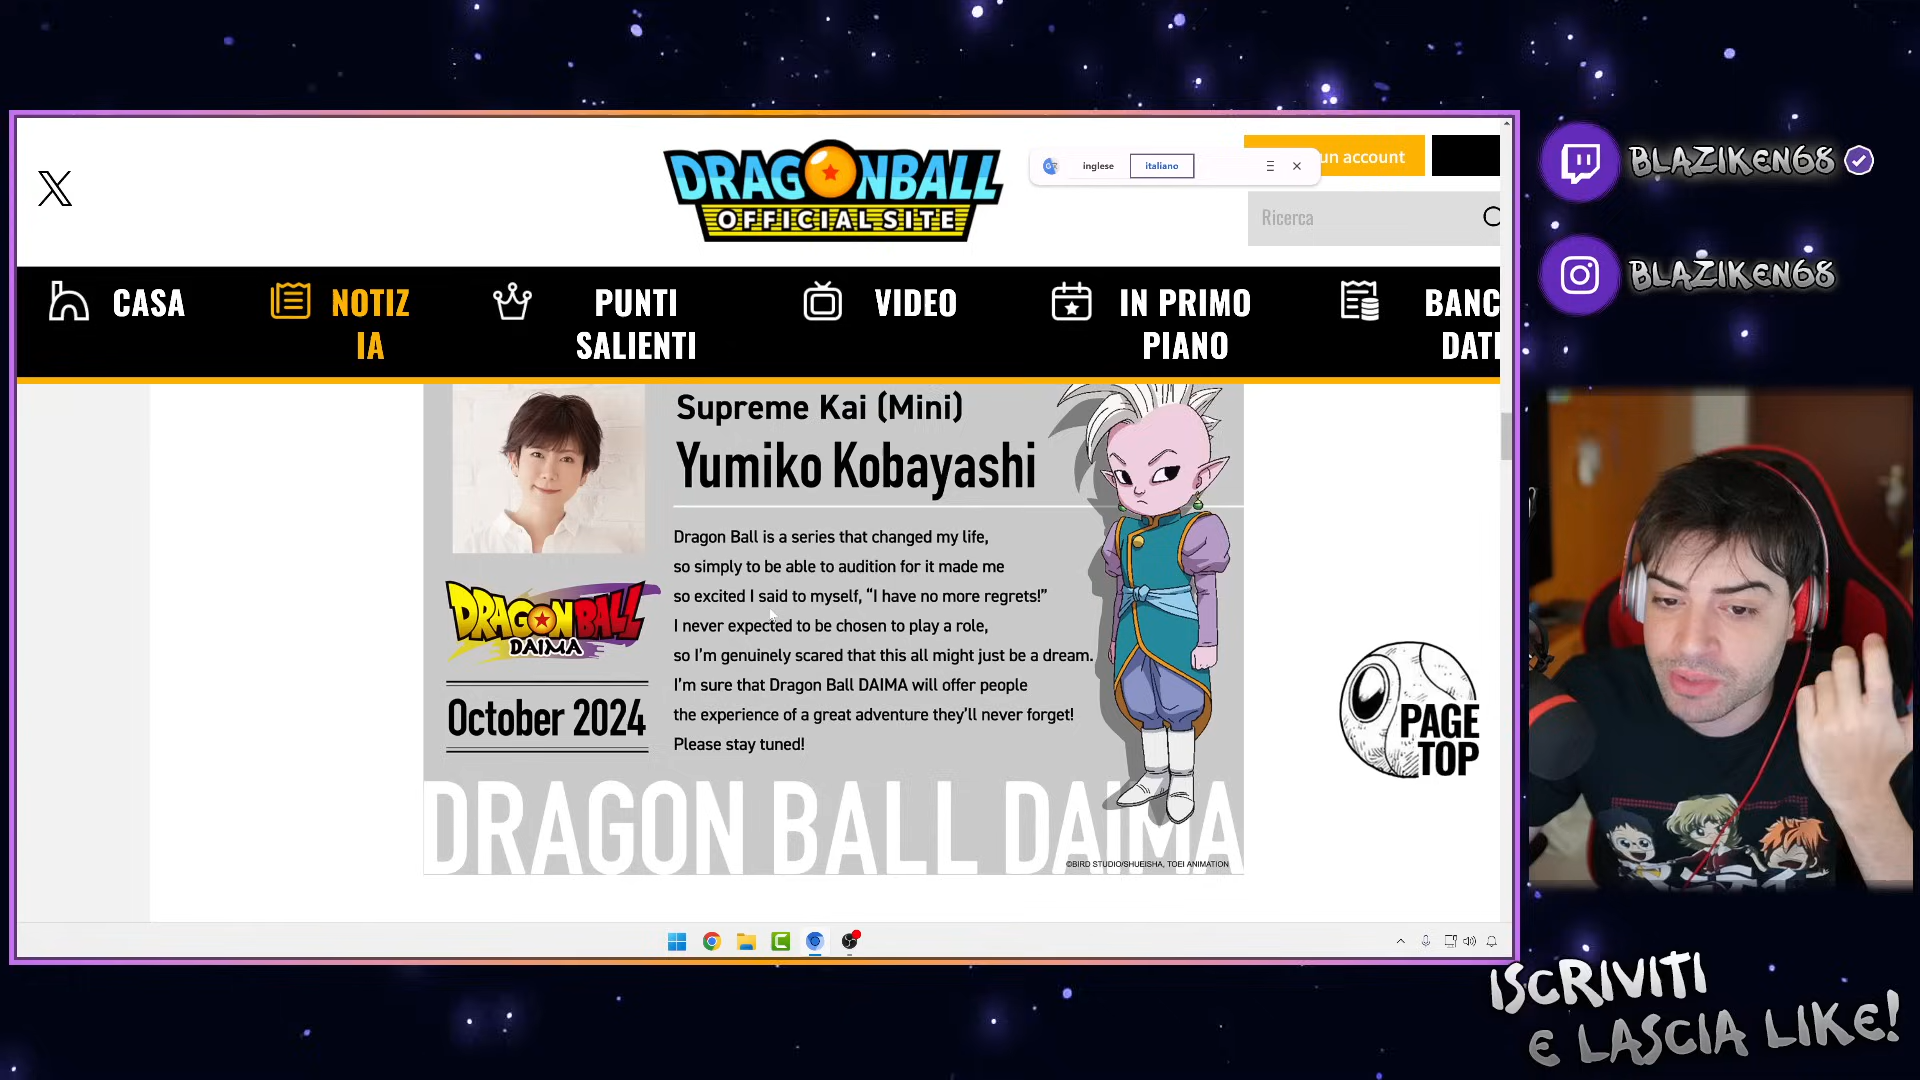 DRAGONBALL
OFFICIAL SITE
inglese
italiano
un account
Ricerca
CASA
NOTIZ
IA
PUNTI
SALIENTI
VIDEO
IN PRIMO
PIANO
BANC
DATI
Supreme Kai (Mini)
Yumiko Kobayashi
Dragon Ball is a series that changed my life,
so simply to be able to audition for it made me
so excited I said to myself, “I have no more regrets!”
I never expected to be chosen to play a role,
so I’m genuinely scared that this all might just be a dream.
I’m sure that Dragon Ball DAIMA will offer people
the experience of a great adventure they’ll never forget!
Please stay tuned!
DRAGON BALL
DAIMA
October 2024
DRAGON BALL DAIMA
©BIRD STUDIO/SHUEISHA, TOEI ANIMATION
PAGE
TOP
BLAZIKEN68
BLAZIKEN68
ISCRIVITI
E LASCIA LIKE!